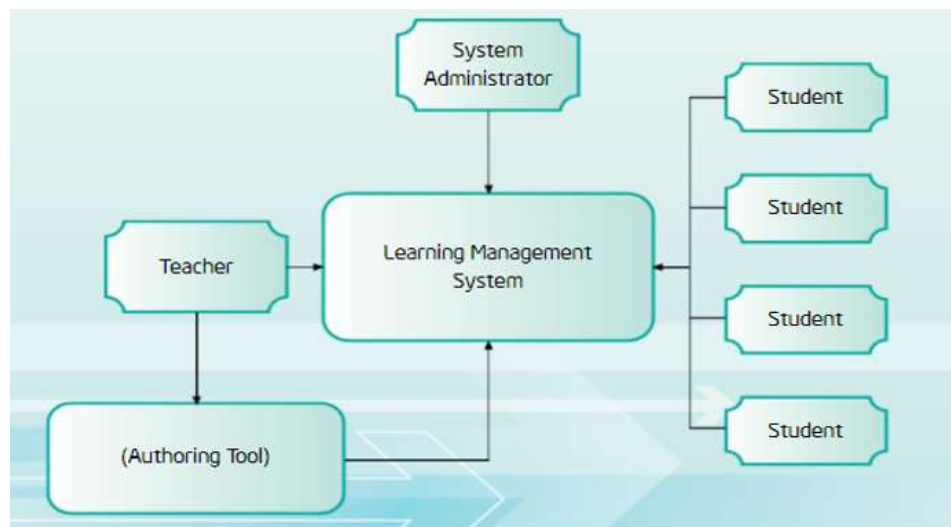 System
Administrator
Student
Student
Learning Management
System
Teacher
Student
(Authoring Tool)
Student